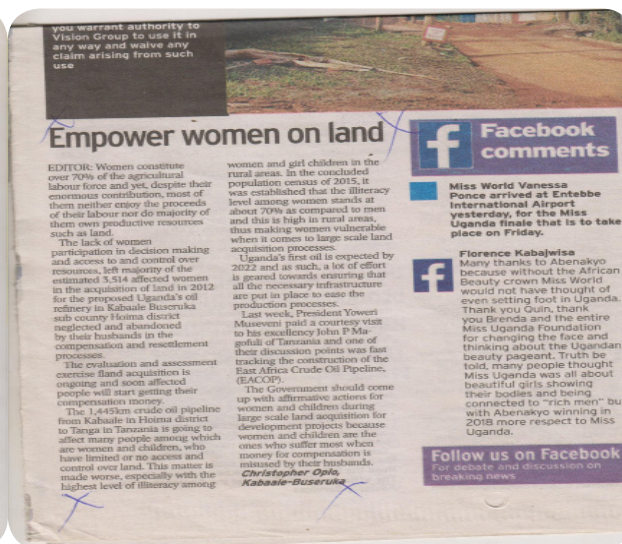 you warrant authority to
Vision Group to use it in
any way and waive any
claim arising from such
use
Empower women on land
EDITOR: Women constitute
over 70% of the agricultural
labour force and yet, despite their
enormous contribution, most of
them neither enjoy the proceeds
of their labour nor do majority of
them own productive resources
such as land.
The lack of women
participation in decision making
and access to and control over
resources, left majority of the
estimated 3,514 affected women
in the acquisition of land in 2012
for the proposed Uganda's oil
refinery in Kabaale Buseruka
sub county Hoima district
neglected and abandoned
by their husbands in the
compensation and resettlement
processes.
The evaluation and assessment
exercise fland acquisition is
ongoing and soon affected
people will start getting their
compensation money.
The 1,445km crude oil pipeline
from Kabaale in Hoima district
to Tanga in Tanzania is going to
affect many people among which
are women and children, who
have limited or no access and
control over land. This matter is
made worse, especially with the
highest level of illiteracy among
women and girl children in the
rural areas. In the concluded
population census of 2015, it
was established that the illiteracy
level among women stands at
about 70% as compared to men
and this is high in rural areas,
thus making women vulnerable
when it comes to large scale land
acquisition processes.
Uganda's first oil is expected by
2022 and as such, a lot of effort
is geared towards ensuring that
all the necessary infrastructure
are put in place to ease the
production processes.
Last week, President Yoweri
Museveni paid a courtesy visit
to his excellency John P Ma-
gofuli of Tanzania and one of
their discussion points was fast
tracking the construction of the
East Africa Crude Oil Pipeline,
(EACOP).
The Government should come
up with affirmative actions for
women and children during
large scale land acquisition for
development projects because
women and children are the
ones who suffer most when
money for compensation is
misused by their husbands.
Christopher Opio,
Kabaale-Buseruka
f Facebook
comments
Miss World Vanessa
Ponce arrived at Entebbe
International Airport
yesterday, for the Miss
Uganda finale that is to take
place on Friday.
f
Florence Kabajwisa
Many thanks to Abenakyo
because without the African
Beauty crown Miss World
would not have thought of
even setting foot in Uganda.
Thank you Quin, thank
you Brenda and the entire
Miss Uganda Foundation
for changing the face and
thinking about the Ugandan
beauty pageant. Truth be
told, many people thought
Miss Uganda was all about
beautiful girls showing
their bodies and being
connected to "rich men" bu
with Abenakyo winning in
2018 more respect to Miss
Uganda.
Follow us on Facebook
For debate and discussion on
breaking news